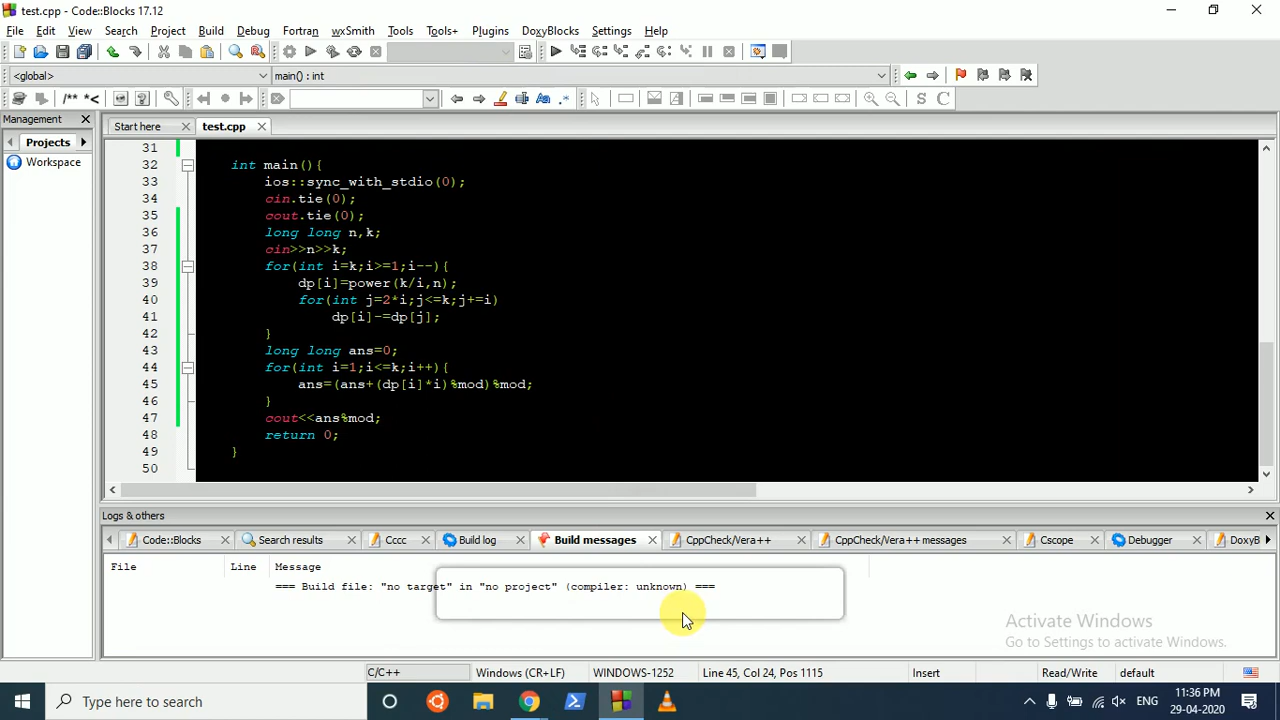 test.cpp - Code::Blocks 17.12
File Edit View Search Project Build Debug Fortran wxSmith Tools Tools+ Plugins DoxyBlocks Settings Help
<global> main() : int
/** *<
S C
Management
Projects
Workspace
Start here test.cpp
31
32 int main(){
33 ios::sync_with_stdio(0);
34 cin.tie(0);
35 cout.tie(0);
36 long long n,k;
37 cin>>n>>k;
38 for(int i=k;i>=1;i--){
39 dp[i]=power(k/i,n);
40 for(int j=2*i;j<=k;j+=i)
41 dp[i]-=dp[j];
42 }
43 long long ans=0;
44 for(int i=1;i<=k;i++){
45 ans=(ans+(dp[i]*i)%mod)%mod;
46 }
47 cout<<ans%mod;
48 return 0;
49 }
50
Logs & others
Code::Blocks Search results Cccc Build log Build messages CppCheck/Vera++ CppCheck/Vera++ messages Cscope Debugger DoxyB
File Line Message
=== Build file: "no target" in "no project" (compiler: unknown) ===
Activate Windows
Go to Settings to activate Windows.
C/C++ Windows (CR+LF) WINDOWS-1252 Line 45, Col 24, Pos 1115 Insert Read/Write default
Type here to search
ENG
11:36 PM
29-04-2020